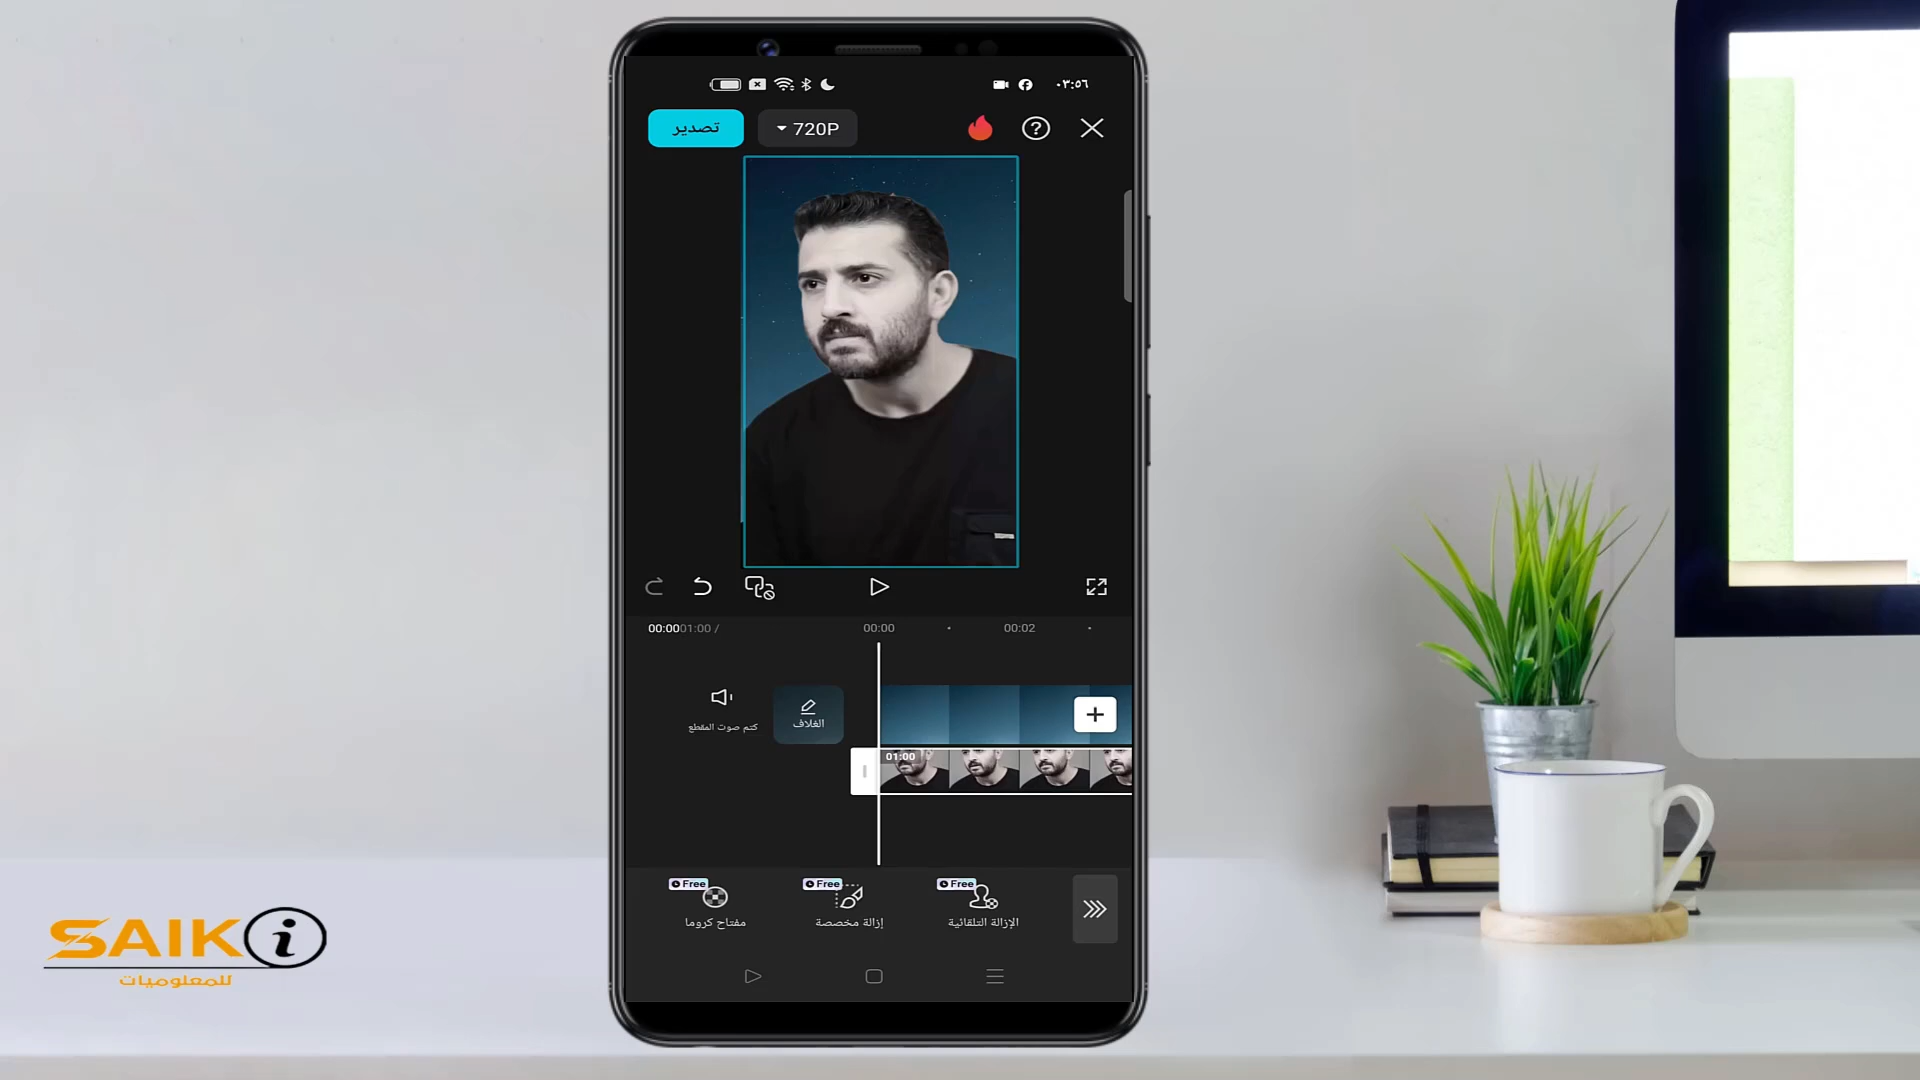 ٠٣:٥٦
720P
تصدير
00:00
01:00 /
00:00
00:02
كتم صوت المقطع
الغلاف
01:00
Free
Free
Free
مفتاح كروما
إزالة مخصصة
الإزالة التلقائية
SAIKi
للمعلوميات